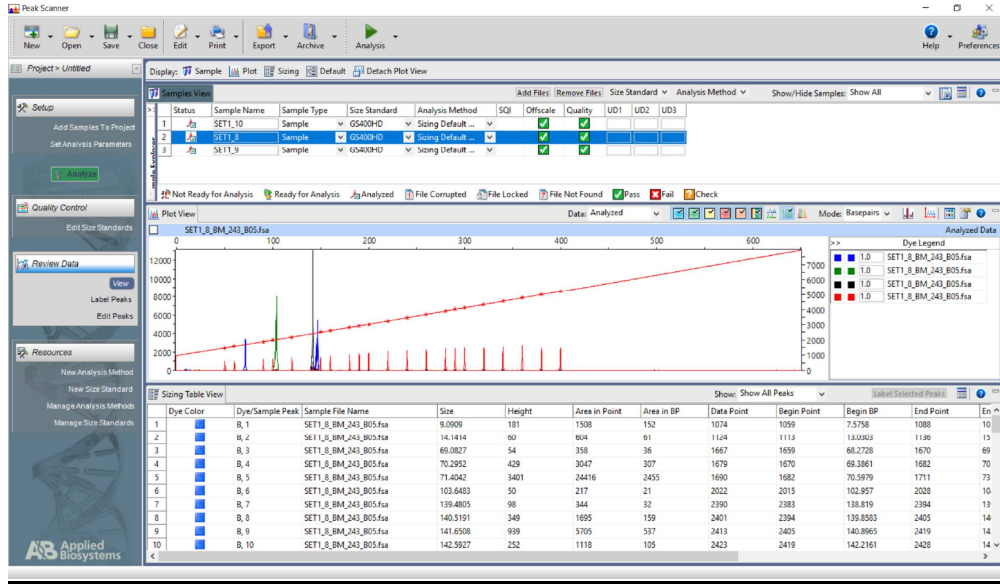 Peak Scanner
New Open Save Close Edit Print Export Archive Analysis Help Preferences
Project > Untitled
Display: Sample Plot Sizing Default Detach Plot View
Samples View Add Files Remove Files Size Standard Analysis Method Show/Hide Samples: Show All
Status Sample Name Sample Type Size Standard Analysis Method SQI Offscale Quality UD1 UD2 UD3
1 SET1_10 Sample GS400HD Sizing Default ...
2 SET1_8 Sample GS400HD Sizing Default ...
3 SET1_9 Sample GS400HD Sizing Default ...
Not Ready for Analysis Ready for Analysis Analyzed File Corrupted File Locked File Not Found Pass Fail Check
Setup
Add Samples To Project
Set Analysis Parameters
Analyze
Quality Control
Edit Size Standards
Review Data
View
Label Peaks
Edit Peaks
Resources
New Analysis Method
New Size Standard
Manage Analysis Methods
Manage Size Standards
AB Applied Biosystems
Plot View Data: Analyzed Mode: Basepairs
SET1_8_BM_243_B05.fsa Analyzed Data
0 100 200 300 400 500 600
12000
10000
8000
6000
4000
2000
0
7000
6000
5000
4000
3000
2000
1000
0
>> Dye Legend
1.0 SET1_8_BM_243_B05.fsa
1.0 SET1_8_BM_243_B05.fsa
1.0 SET1_8_BM_243_B05.fsa
1.0 SET1_8_BM_243_B05.fsa
Sizing Table View Show: Show All Peaks Label Selected Peaks
Dye Color Dye/Sample Peak Sample File Name Size Height Area in Point Area in BP Data Point Begin Point Begin BP End Point En
1 B, 1 SET1_8_BM_243_B05.fsa 9.0909 181 1508 152 1074 1059 7.5758 1088 10
2 B, 2 SET1_8_BM_243_B05.fsa 14.1414 60 604 61 1124 1113 13.0303 1136 15
3 B, 3 SET1_8_BM_243_B05.fsa 69.0827 54 358 36 1667 1659 68.2728 1670 69
4 B, 4 SET1_8_BM_243_B05.fsa 70.2952 429 3047 307 1679 1670 69.3861 1682 70
5 B, 5 SET1_8_BM_243_B05.fsa 71.4042 3401 24416 2455 1690 1682 70.5979 1711 73
6 B, 6 SET1_8_BM_243_B05.fsa 103.6483 50 217 21 2022 2015 102.957 2028 10
7 B, 7 SET1_8_BM_243_B05.fsa 139.4805 98 344 32 2390 2383 138.819 2394 13
8 B, 8 SET1_8_BM_243_B05.fsa 140.5191 349 1695 159 2401 2394 139.8583 2405 14
9 B, 9 SET1_8_BM_243_B05.fsa 141.6508 939 5705 537 2413 2405 140.8965 2419 14
10 B, 10 SET1_8_BM_243_B05.fsa 142.5927 252 1118 105 2423 2419 142.2161 2428 14